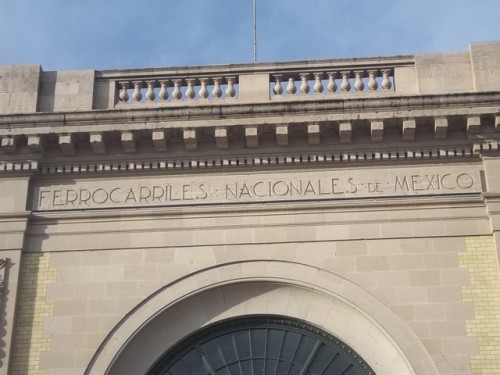 FERROCARRILES · NACIONALES · DE · MEXICO